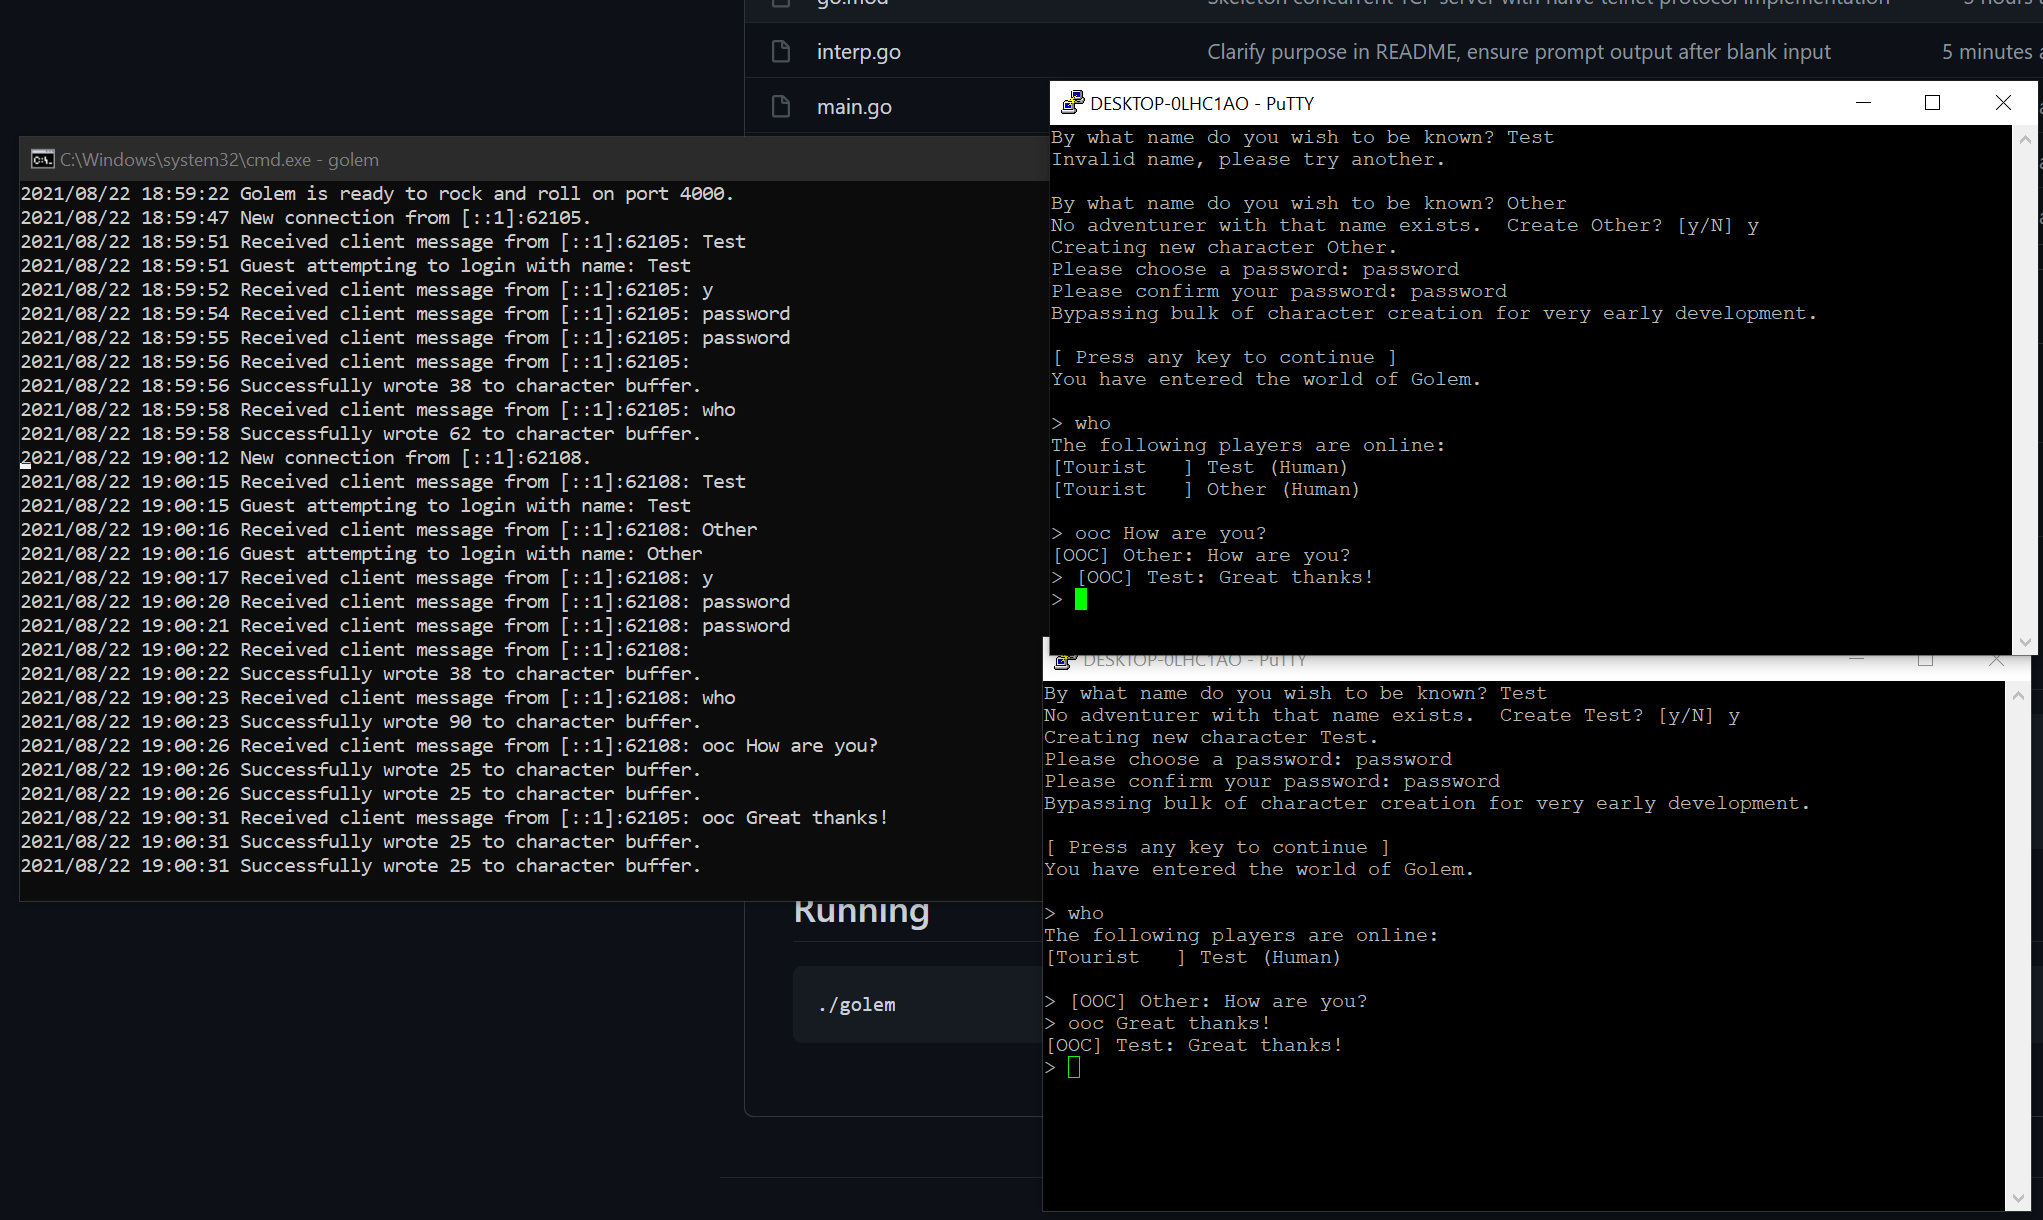 interp.go Clarify purpose in README, ensure prompt output after blank input 5 minutes
main.go
C:\Windows\system32\cmd.exe - golem
2021/08/22 18:59:22 Golem is ready to rock and roll on port 4000.
2021/08/22 18:59:47 New connection from [::1]:62105.
2021/08/22 18:59:51 Received client message from [::1]:62105: Test
2021/08/22 18:59:51 Guest attempting to login with name: Test
2021/08/22 18:59:52 Received client message from [::1]:62105: y
2021/08/22 18:59:54 Received client message from [::1]:62105: password
2021/08/22 18:59:55 Received client message from [::1]:62105: password
2021/08/22 18:59:56 Received client message from [::1]:62105:
2021/08/22 18:59:56 Successfully wrote 38 to character buffer.
2021/08/22 18:59:58 Received client message from [::1]:62105: who
2021/08/22 18:59:58 Successfully wrote 62 to character buffer.
2021/08/22 19:00:12 New connection from [::1]:62108.
2021/08/22 19:00:15 Received client message from [::1]:62108: Test
2021/08/22 19:00:15 Guest attempting to login with name: Test
2021/08/22 19:00:16 Received client message from [::1]:62108: Other
2021/08/22 19:00:16 Guest attempting to login with name: Other
2021/08/22 19:00:17 Received client message from [::1]:62108: y
2021/08/22 19:00:20 Received client message from [::1]:62108: password
2021/08/22 19:00:21 Received client message from [::1]:62108: password
2021/08/22 19:00:22 Received client message from [::1]:62108:
2021/08/22 19:00:22 Successfully wrote 38 to character buffer.
2021/08/22 19:00:23 Received client message from [::1]:62108: who
2021/08/22 19:00:23 Successfully wrote 90 to character buffer.
2021/08/22 19:00:26 Received client message from [::1]:62108: ooc How are you?
2021/08/22 19:00:26 Successfully wrote 25 to character buffer.
2021/08/22 19:00:26 Successfully wrote 25 to character buffer.
2021/08/22 19:00:31 Received client message from [::1]:62105: ooc Great thanks!
2021/08/22 19:00:31 Successfully wrote 25 to character buffer.
2021/08/22 19:00:31 Successfully wrote 25 to character buffer.
Running
./golem
DESKTOP-0LHC1AO - PuTTY
By what name do you wish to be known? Test
Invalid name, please try another.
By what name do you wish to be known? Other
No adventurer with that name exists.  Create Other? [y/N] y
Creating new character Other.
Please choose a password: password
Please confirm your password: password
Bypassing bulk of character creation for very early development.
[ Press any key to continue ]
You have entered the world of Golem.
> who
The following players are online:
[Tourist   ] Test (Human)
[Tourist   ] Other (Human)
> ooc How are you?
[OOC] Other: How are you?
> [OOC] Test: Great thanks!
>
DESKTOP-0LHC1AO - PuTTY
By what name do you wish to be known? Test
No adventurer with that name exists.  Create Test? [y/N] y
Creating new character Test.
Please choose a password: password
Please confirm your password: password
Bypassing bulk of character creation for very early development.
[ Press any key to continue ]
You have entered the world of Golem.
> who
The following players are online:
[Tourist   ] Test (Human)
> [OOC] Other: How are you?
> ooc Great thanks!
[OOC] Test: Great thanks!
>